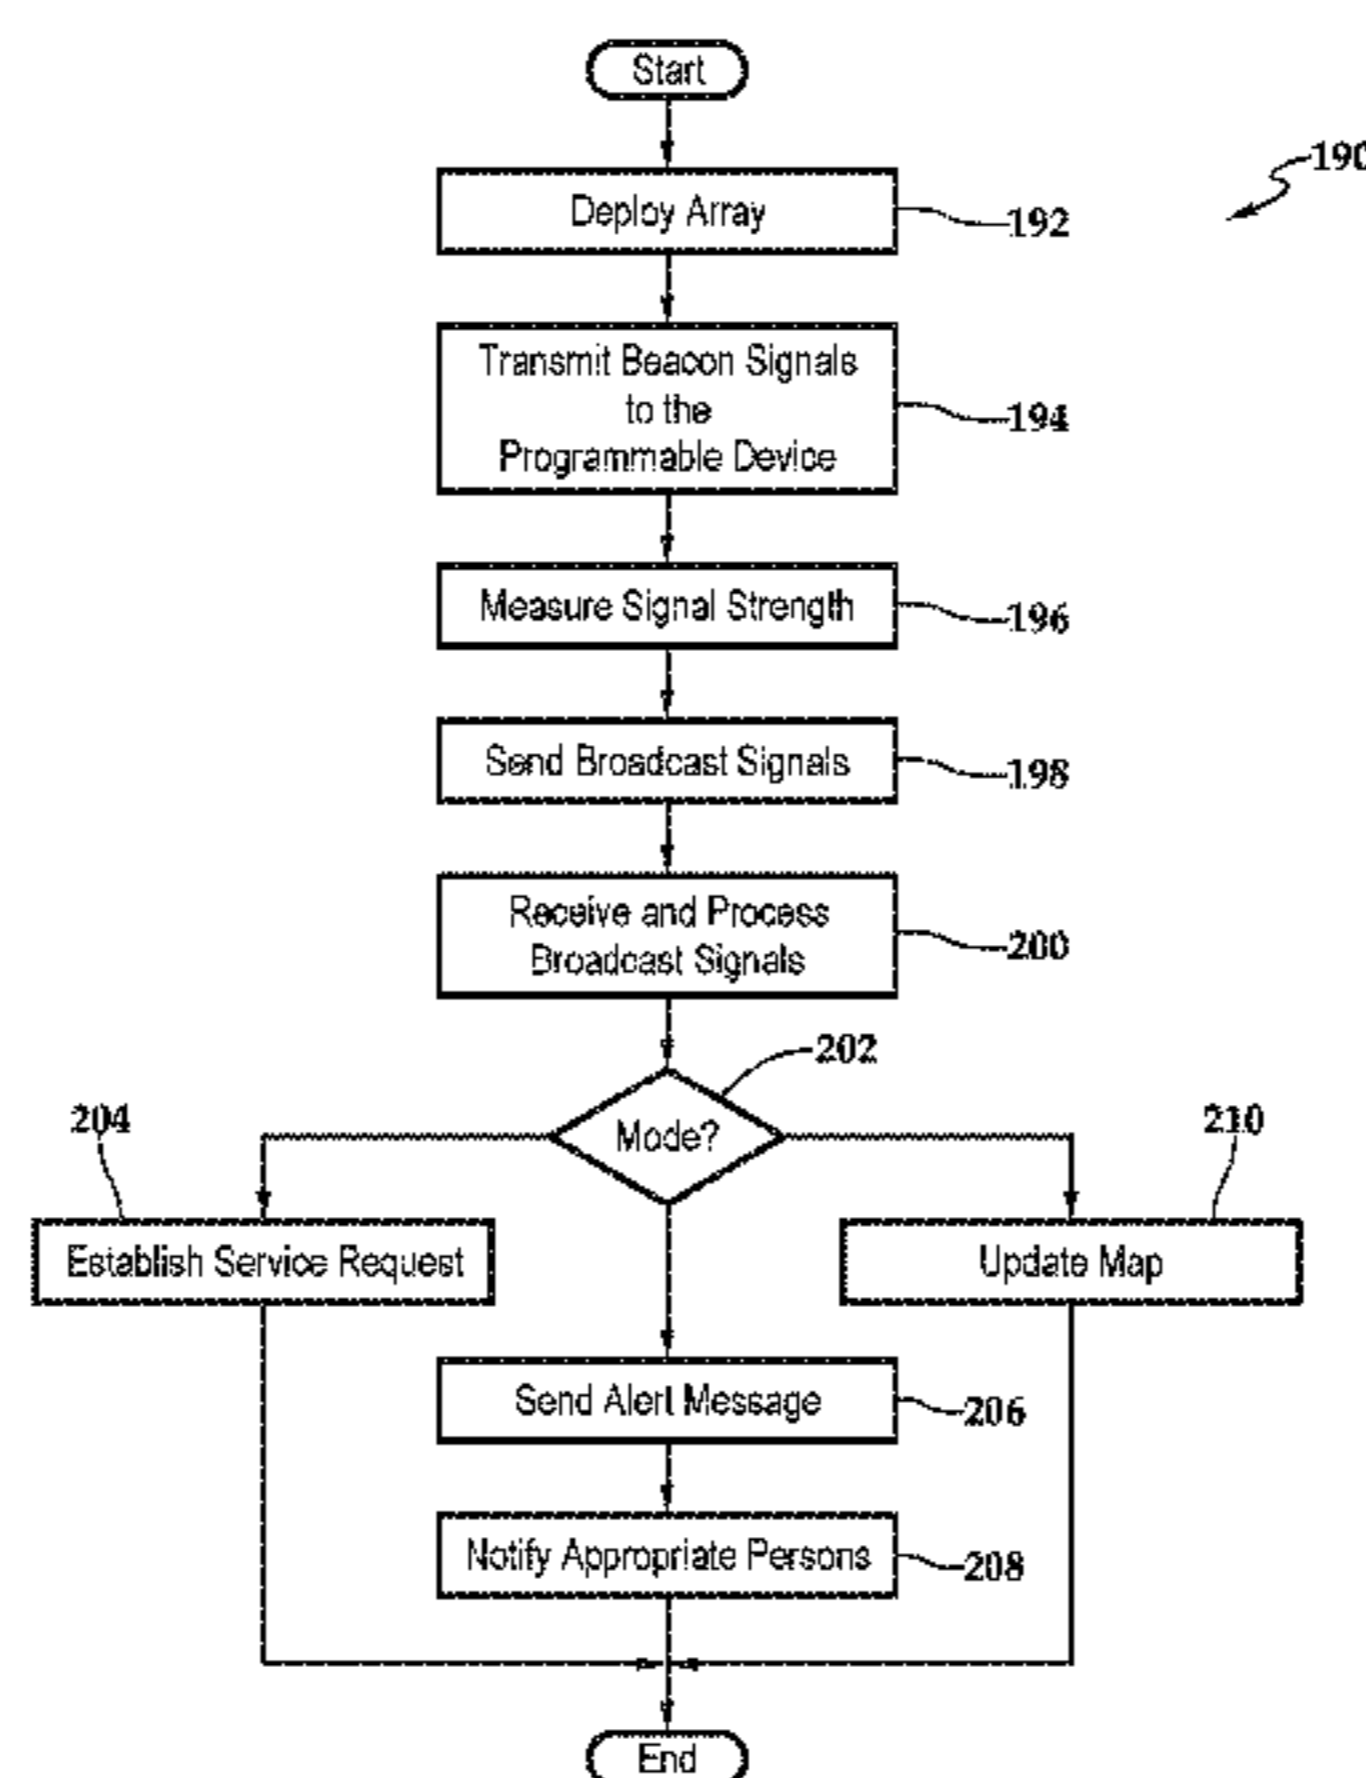 Start
190
Deploy Array
192
Transmit Beacon Signals
to the
Programmable Device
194
Measure Signal Strength
196
Send Broadcast Signals
198
Receive and Process
Broadcast Signals
200
202
Mode?
204
210
Establish Service Request
Update Map
Send Alert Message
206
Notify Appropriate Persons
208
End